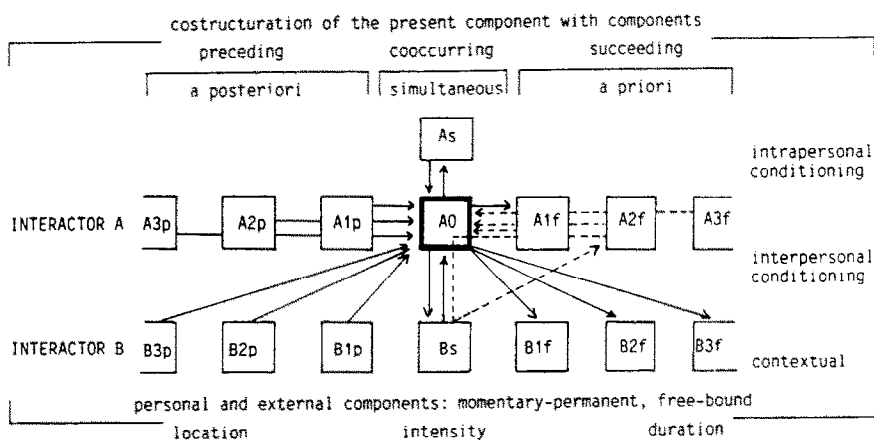 costructuration of the present component with components
preceding cooccurring succeeding
a posteriori simultaneous a priori
As
intrapersonal
conditioning
INTERACTOR A A3p A2p A1p A0 A1f A2f A3f
interpersonal
conditioning
INTERACTOR B B3p B2p B1p Bs B1f B2f B3f
contextual
personal and external components: momentary-permanent, free-bound
location intensity duration